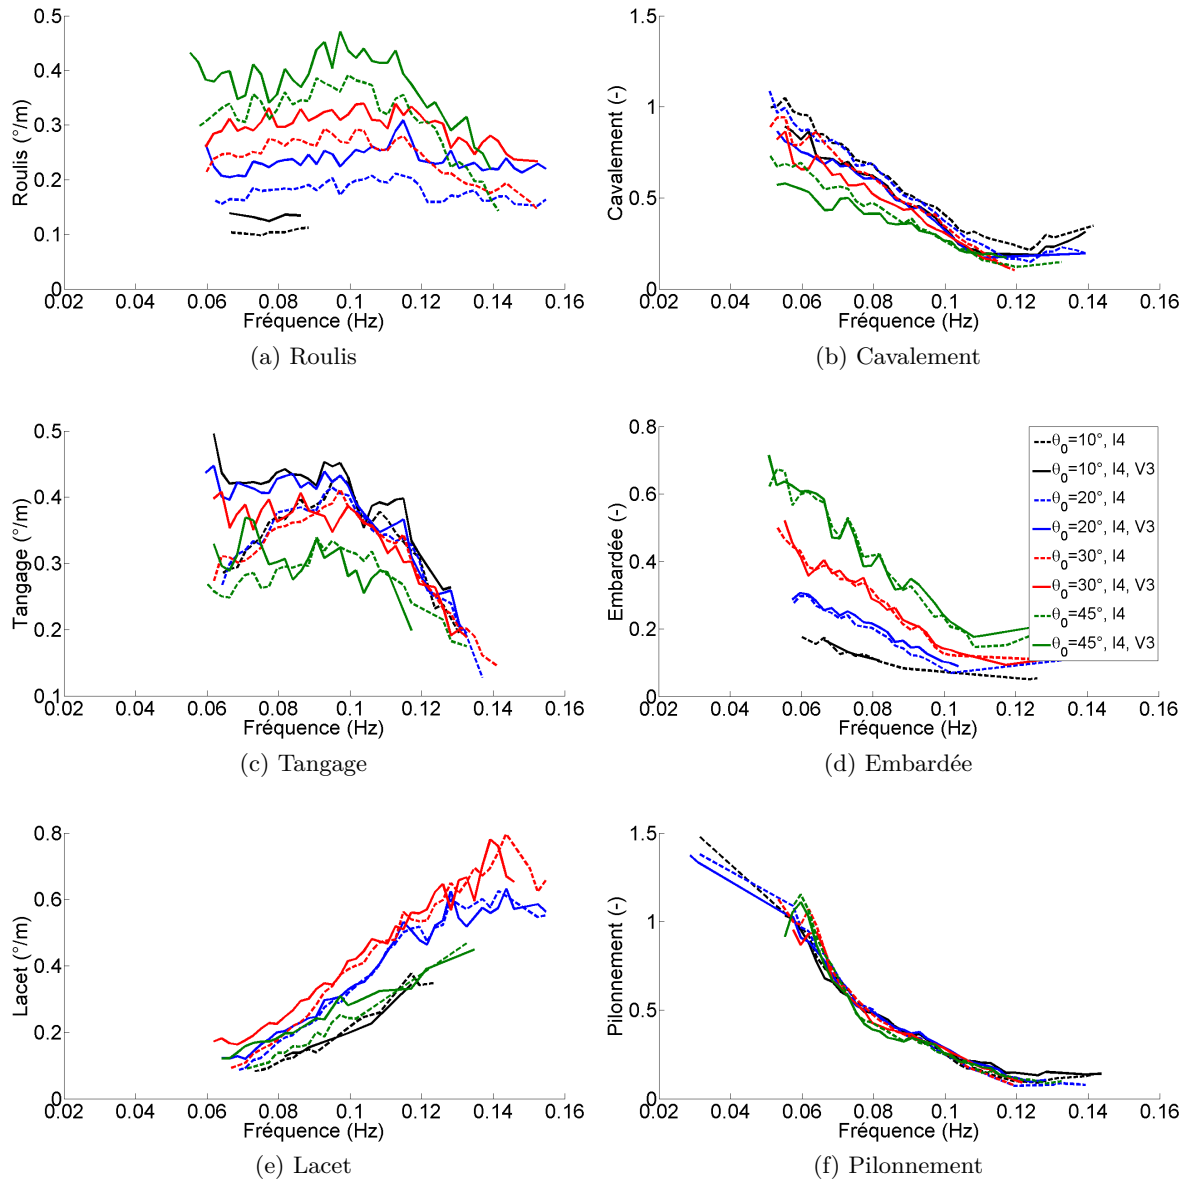 0.5
0.4
0.3
0.2
0.1
0
Roulis (°/m)
0.02 0.04 0.06 0.08 0.1 0.12 0.14 0.16
Fréquence (Hz)
(a) Roulis
1.5
1
0.5
0
Cavalement (-)
0.02 0.04 0.06 0.08 0.1 0.12 0.14 0.16
Fréquence (Hz)
(b) Cavalement
0.5
0.4
0.3
0.2
0.1
Tangage (°/m)
0.02 0.04 0.06 0.08 0.1 0.12 0.14 0.16
Fréquence (Hz)
(c) Tangage
0.8
0.6
0.4
0.2
0
Embardée (-)
θ0=10°, I4
θ0=10°, I4, V3
θ0=20°, I4
θ0=20°, I4, V3
θ0=30°, I4
θ0=30°, I4, V3
θ0=45°, I4
θ0=45°, I4, V3
0.02 0.04 0.06 0.08 0.1 0.12 0.14 0.16
Fréquence (Hz)
(d) Embardée
0.8
0.6
0.4
0.2
0
Lacet (°/m)
0.02 0.04 0.06 0.08 0.1 0.12 0.14 0.16
Fréquence (Hz)
(e) Lacet
1.5
1
0.5
0
Pilonnement (-)
0.02 0.04 0.06 0.08 0.1 0.12 0.14 0.16
Fréquence (Hz)
(f) Pilonnement